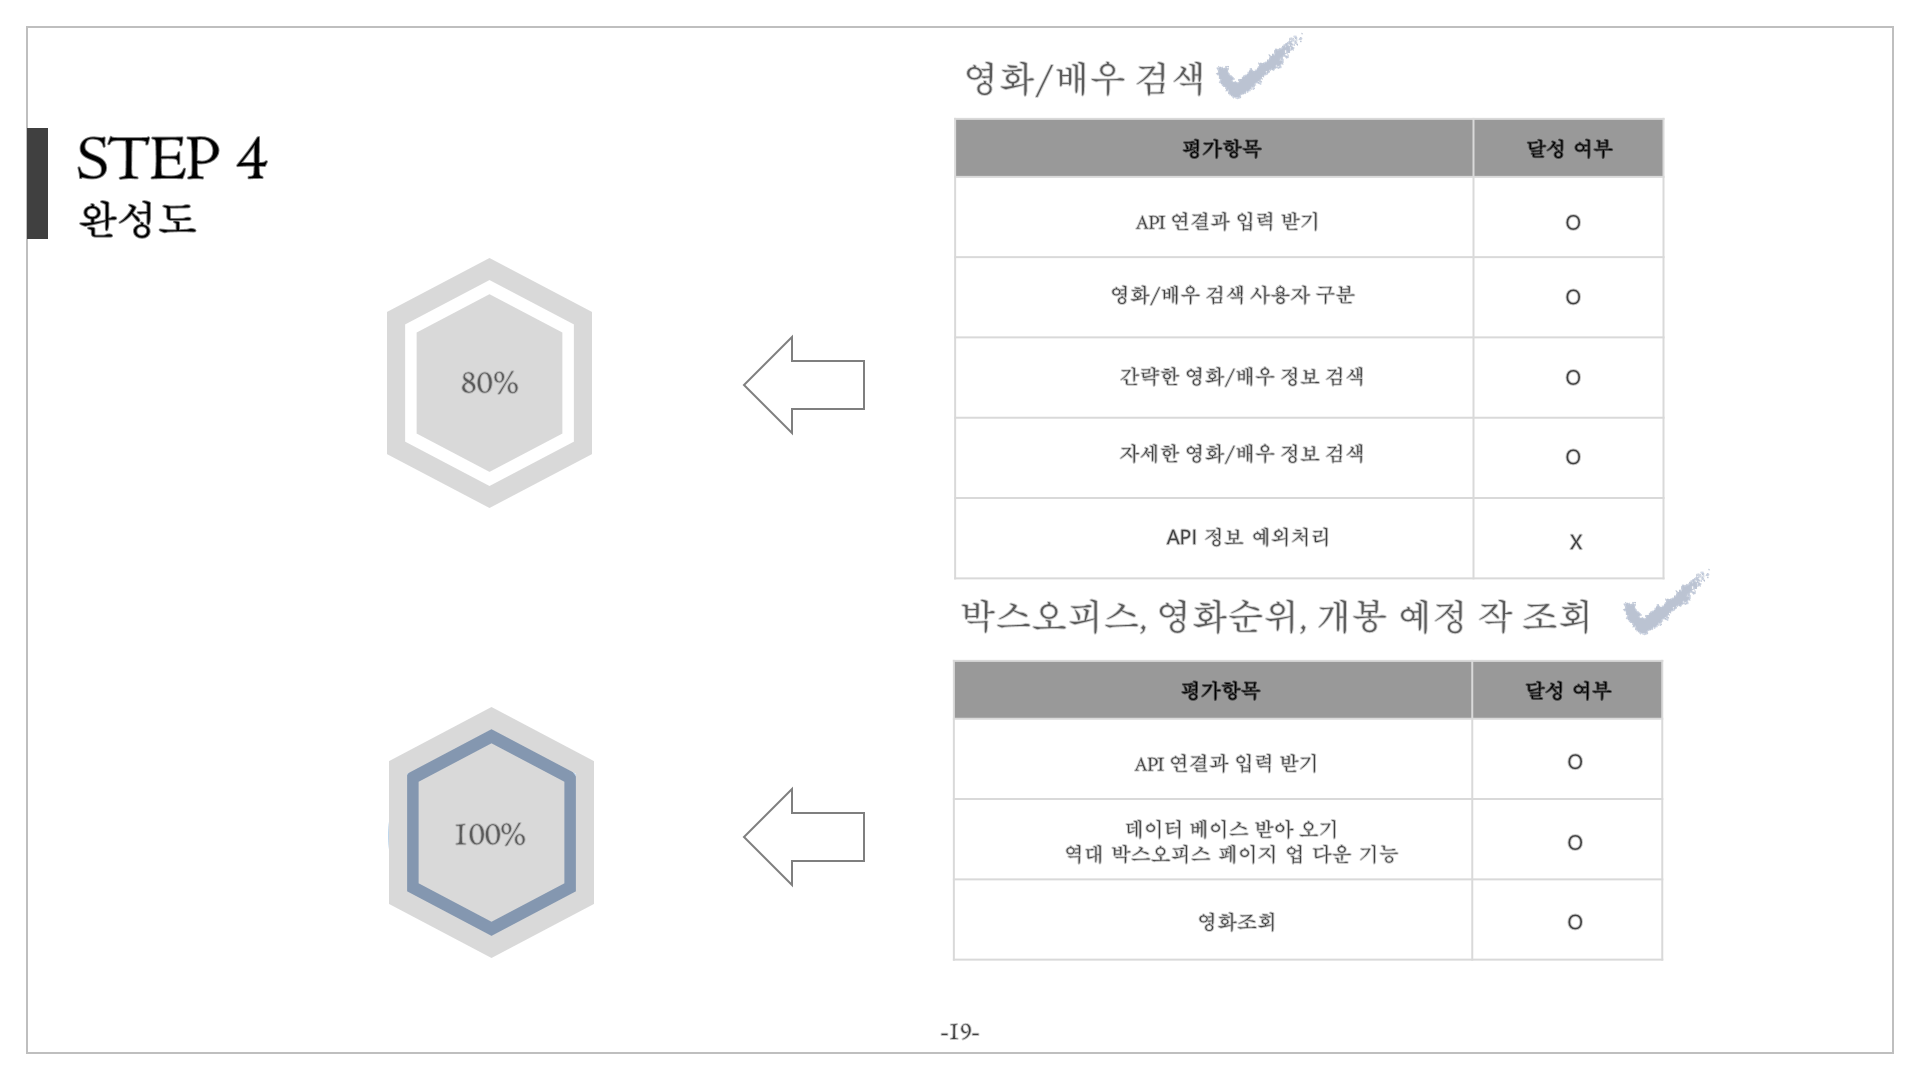 STEP 4
완성도
영화/배우 검색
평가항목 달성 여부
API 연결과 입력 받기 O
영화/배우 검색 사용자 구분 O
간략한 영화/배우 정보 검색 O
자세한 영화/배우 정보 검색 O
API 정보 예외처리 X
80%
박스오피스, 영화순위, 개봉 예정 작 조회
평가항목 달성 여부
API 연결과 입력 받기 O
데이터 베이스 받아 오기
역대 박스오피스 페이지 업 다운 기능 O
영화조회 O
100%
-19-